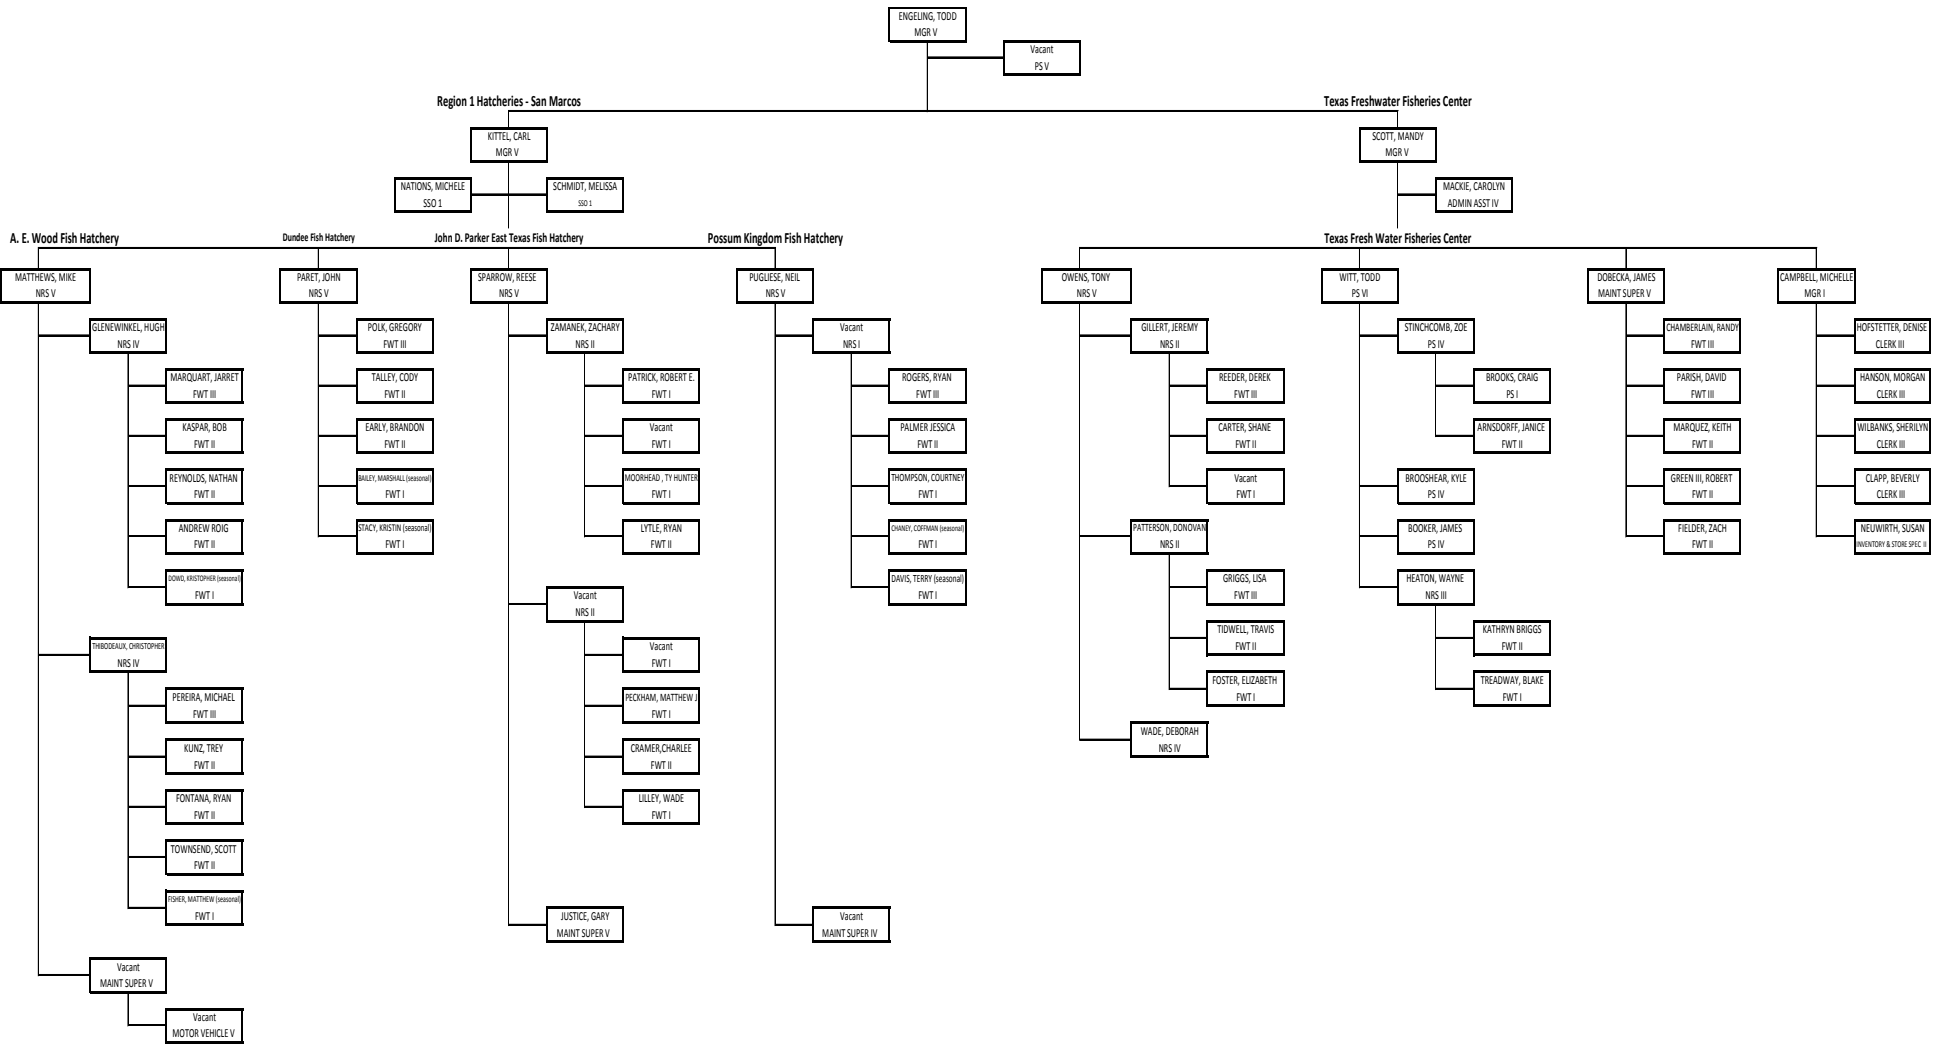 ENGELING, TODD
MGR V
Vacant
PS V
Region 1 Hatcheries - San Marcos
Texas Freshwater Fisheries Center
KITTEL, CARL
MGR V
SCOTT, MANDY
MGR V
NATIONS, MICHELE
SSO 1
SCHMIDT, MELISSA
SSO 1
MACKIE, CAROLYN
ADMIN ASST IV
A. E. Wood Fish Hatchery
Dundee Fish Hatchery
John D. Parker East Texas Fish Hatchery
Possum Kingdom Fish Hatchery
Texas Fresh Water Fisheries Center
MATTHEWS, MIKE
NRS V
GLENEWINKEL, HUGH
NRS IV
MARQUART, JARRET
FWT III
KASPAR, BOB
FWT II
REYNOLDS, NATHAN
FWT II
ANDREW ROIG
FWT II
DOWD, KRISTOPHER (seasonal)
FWT I
THIBODEAUX, CHRISTOPHER
NRS IV
PEREIRA, MICHAEL
FWT III
KUNZ, TREY
FWT II
FONTANA, RYAN
FWT II
TOWNSEND, SCOTT
FWT II
FISHER, MATTHEW (seasonal)
FWT I
Vacant
MAINT SUPER V
Vacant
MOTOR VEHICLE V
PARET, JOHN
NRS V
POLK, GREGORY
FWT III
TALLEY, CODY
FWT II
EARLY, BRANDON
FWT II
BAILEY, MARSHALL (seasonal)
FWT I
STACY, KRISTIN (seasonal)
FWT I
SPARROW, REESE
NRS V
ZAMANEK, ZACHARY
NRS II
PATRICK, ROBERT E.
FWT I
Vacant
FWT I
MOORHEAD , TY HUNTER
FWT I
LYTLE, RYAN
FWT II
Vacant
NRS II
Vacant
FWT I
PECKHAM, MATTHEW J
FWT I
CRAMER,CHARLEE
FWT II
LILLEY, WADE
FWT I
JUSTICE, GARY
MAINT SUPER V
PUGLIESE, NEIL
NRS V
Vacant
NRS I
ROGERS, RYAN
FWT III
PALMER JESSICA
FWT II
THOMPSON, COURTNEY
FWT I
CHANEY, COFFMAN (seasonal)
FWT I
DAVIS, TERRY (seasonal)
FWT I
Vacant
MAINT SUPER IV
OWENS, TONY
NRS V
GILLERT, JEREMY
NRS II
REEDER, DEREK
FWT III
CARTER, SHANE
FWT II
Vacant
FWT I
PATTERSON, DONOVAN
NRS II
GRIGGS, LISA
FWT III
TIDWELL, TRAVIS
FWT II
FOSTER, ELIZABETH
FWT I
WADE, DEBORAH
NRS IV
WITT, TODD
PS VI
STINCHCOMB, ZOE
PS IV
BROOKS, CRAIG
PS I
ARNSDORFF, JANICE
FWT II
BROOSHEAR, KYLE
PS IV
BOOKER, JAMES
PS IV
HEATON, WAYNE
NRS III
KATHRYN BRIGGS
FWT II
TREADWAY, BLAKE
FWT I
DOBECKA, JAMES
MAINT SUPER V
CHAMBERLAIN, RANDY
FWT III
PARISH, DAVID
FWT III
MARQUEZ, KEITH
FWT II
GREEN III, ROBERT
FWT II
FIELDER, ZACH
FWT II
CAMPBELL, MICHELLE
MGR I
HOFSTETTER, DENISE
CLERK III
HANSON, MORGAN
CLERK III
WILBANKS, SHERILYN
CLERK III
CLAPP, BEVERLY
CLERK III
NEUWIRTH, SUSAN
INVENTORY & STORE SPEC II